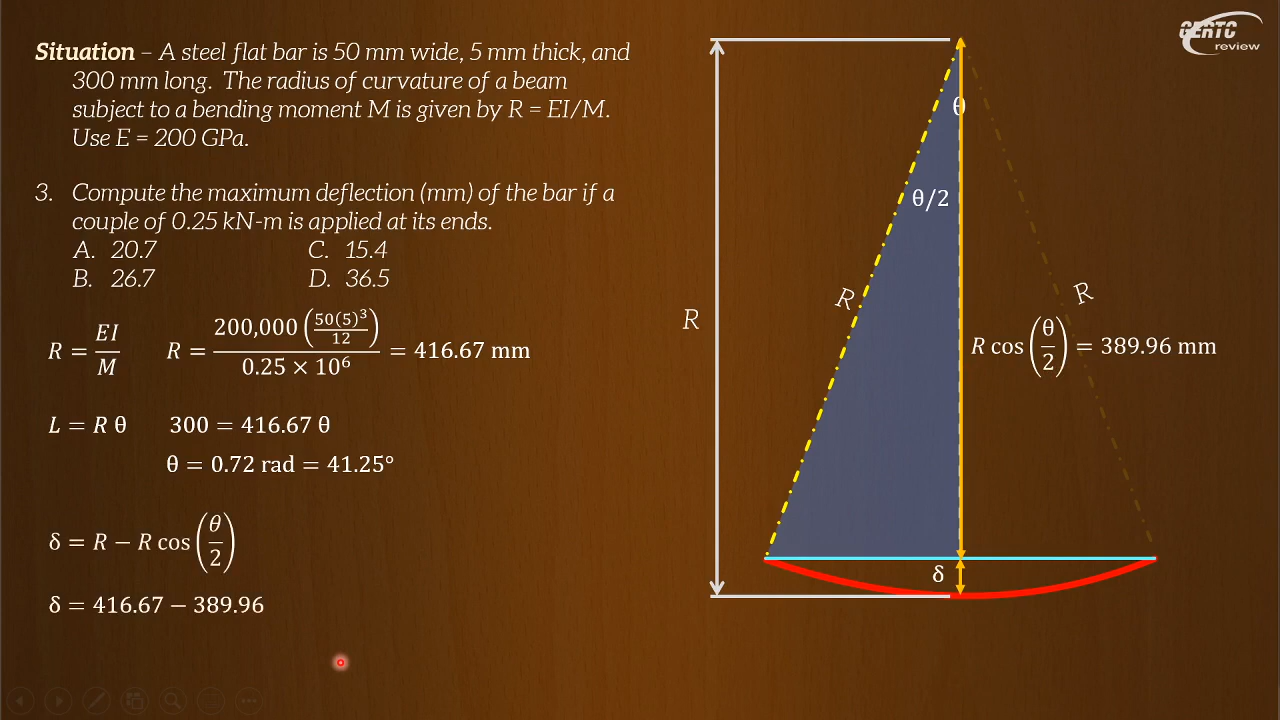 Situation – A steel flat bar is 50 mm wide, 5 mm thick, and
300 mm long. The radius of curvature of a beam
subject to a bending moment M is given by R = EI/M.
Use E = 200 GPa.
3. Compute the maximum deflection (mm) of the bar if a
couple of 0.25 kN-m is applied at its ends.
A. 20.7 C. 15.4
B. 26.7 D. 36.5
R = EI/M R = 200,000 (50(5)³/12) / 0.25 × 10⁶ = 416.67 mm
L = R θ 300 = 416.67 θ
θ = 0.72 rad = 41.25°
δ = R − R cos(θ/2)
δ = 416.67 − 389.96
GERTC
review
θ
θ/2
R
R
R
R cos(θ/2) = 389.96 mm
δ